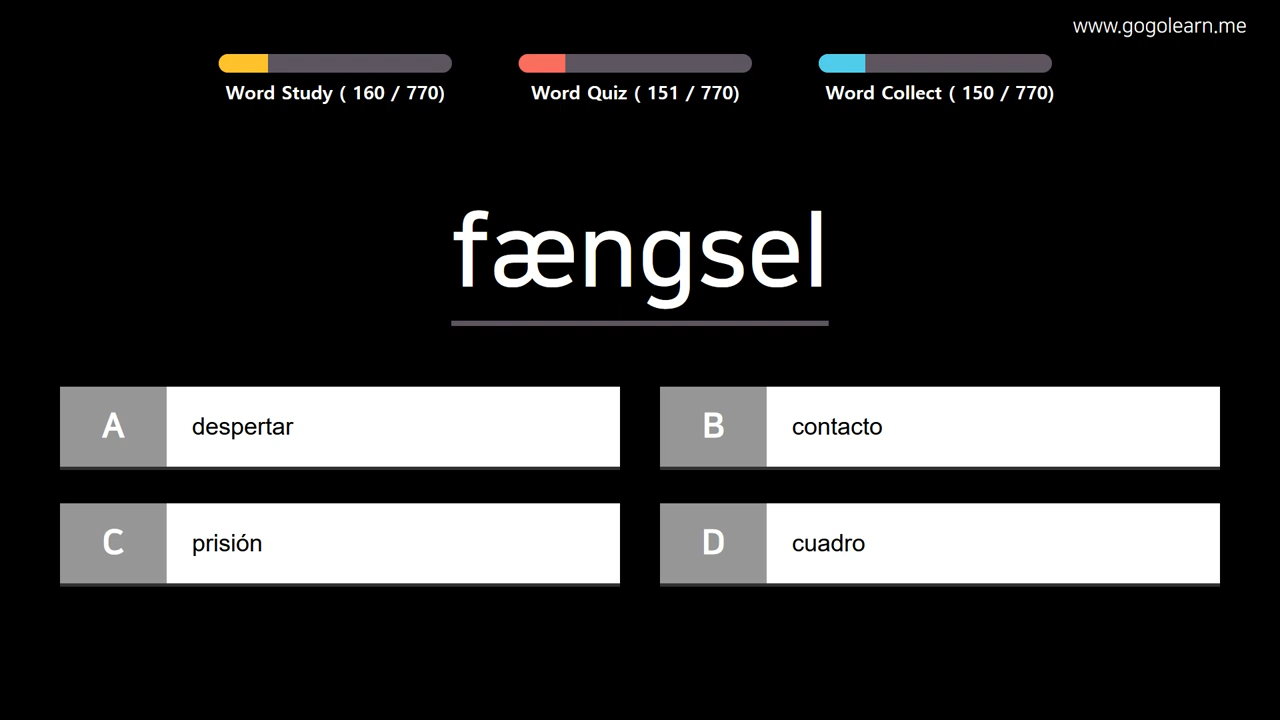 www.gogolearn.me
Word Study ( 160 / 770)
Word Quiz ( 151 / 770)
Word Collect ( 150 / 770)
fængsel
A despertar
B contacto
C prisión
D cuadro